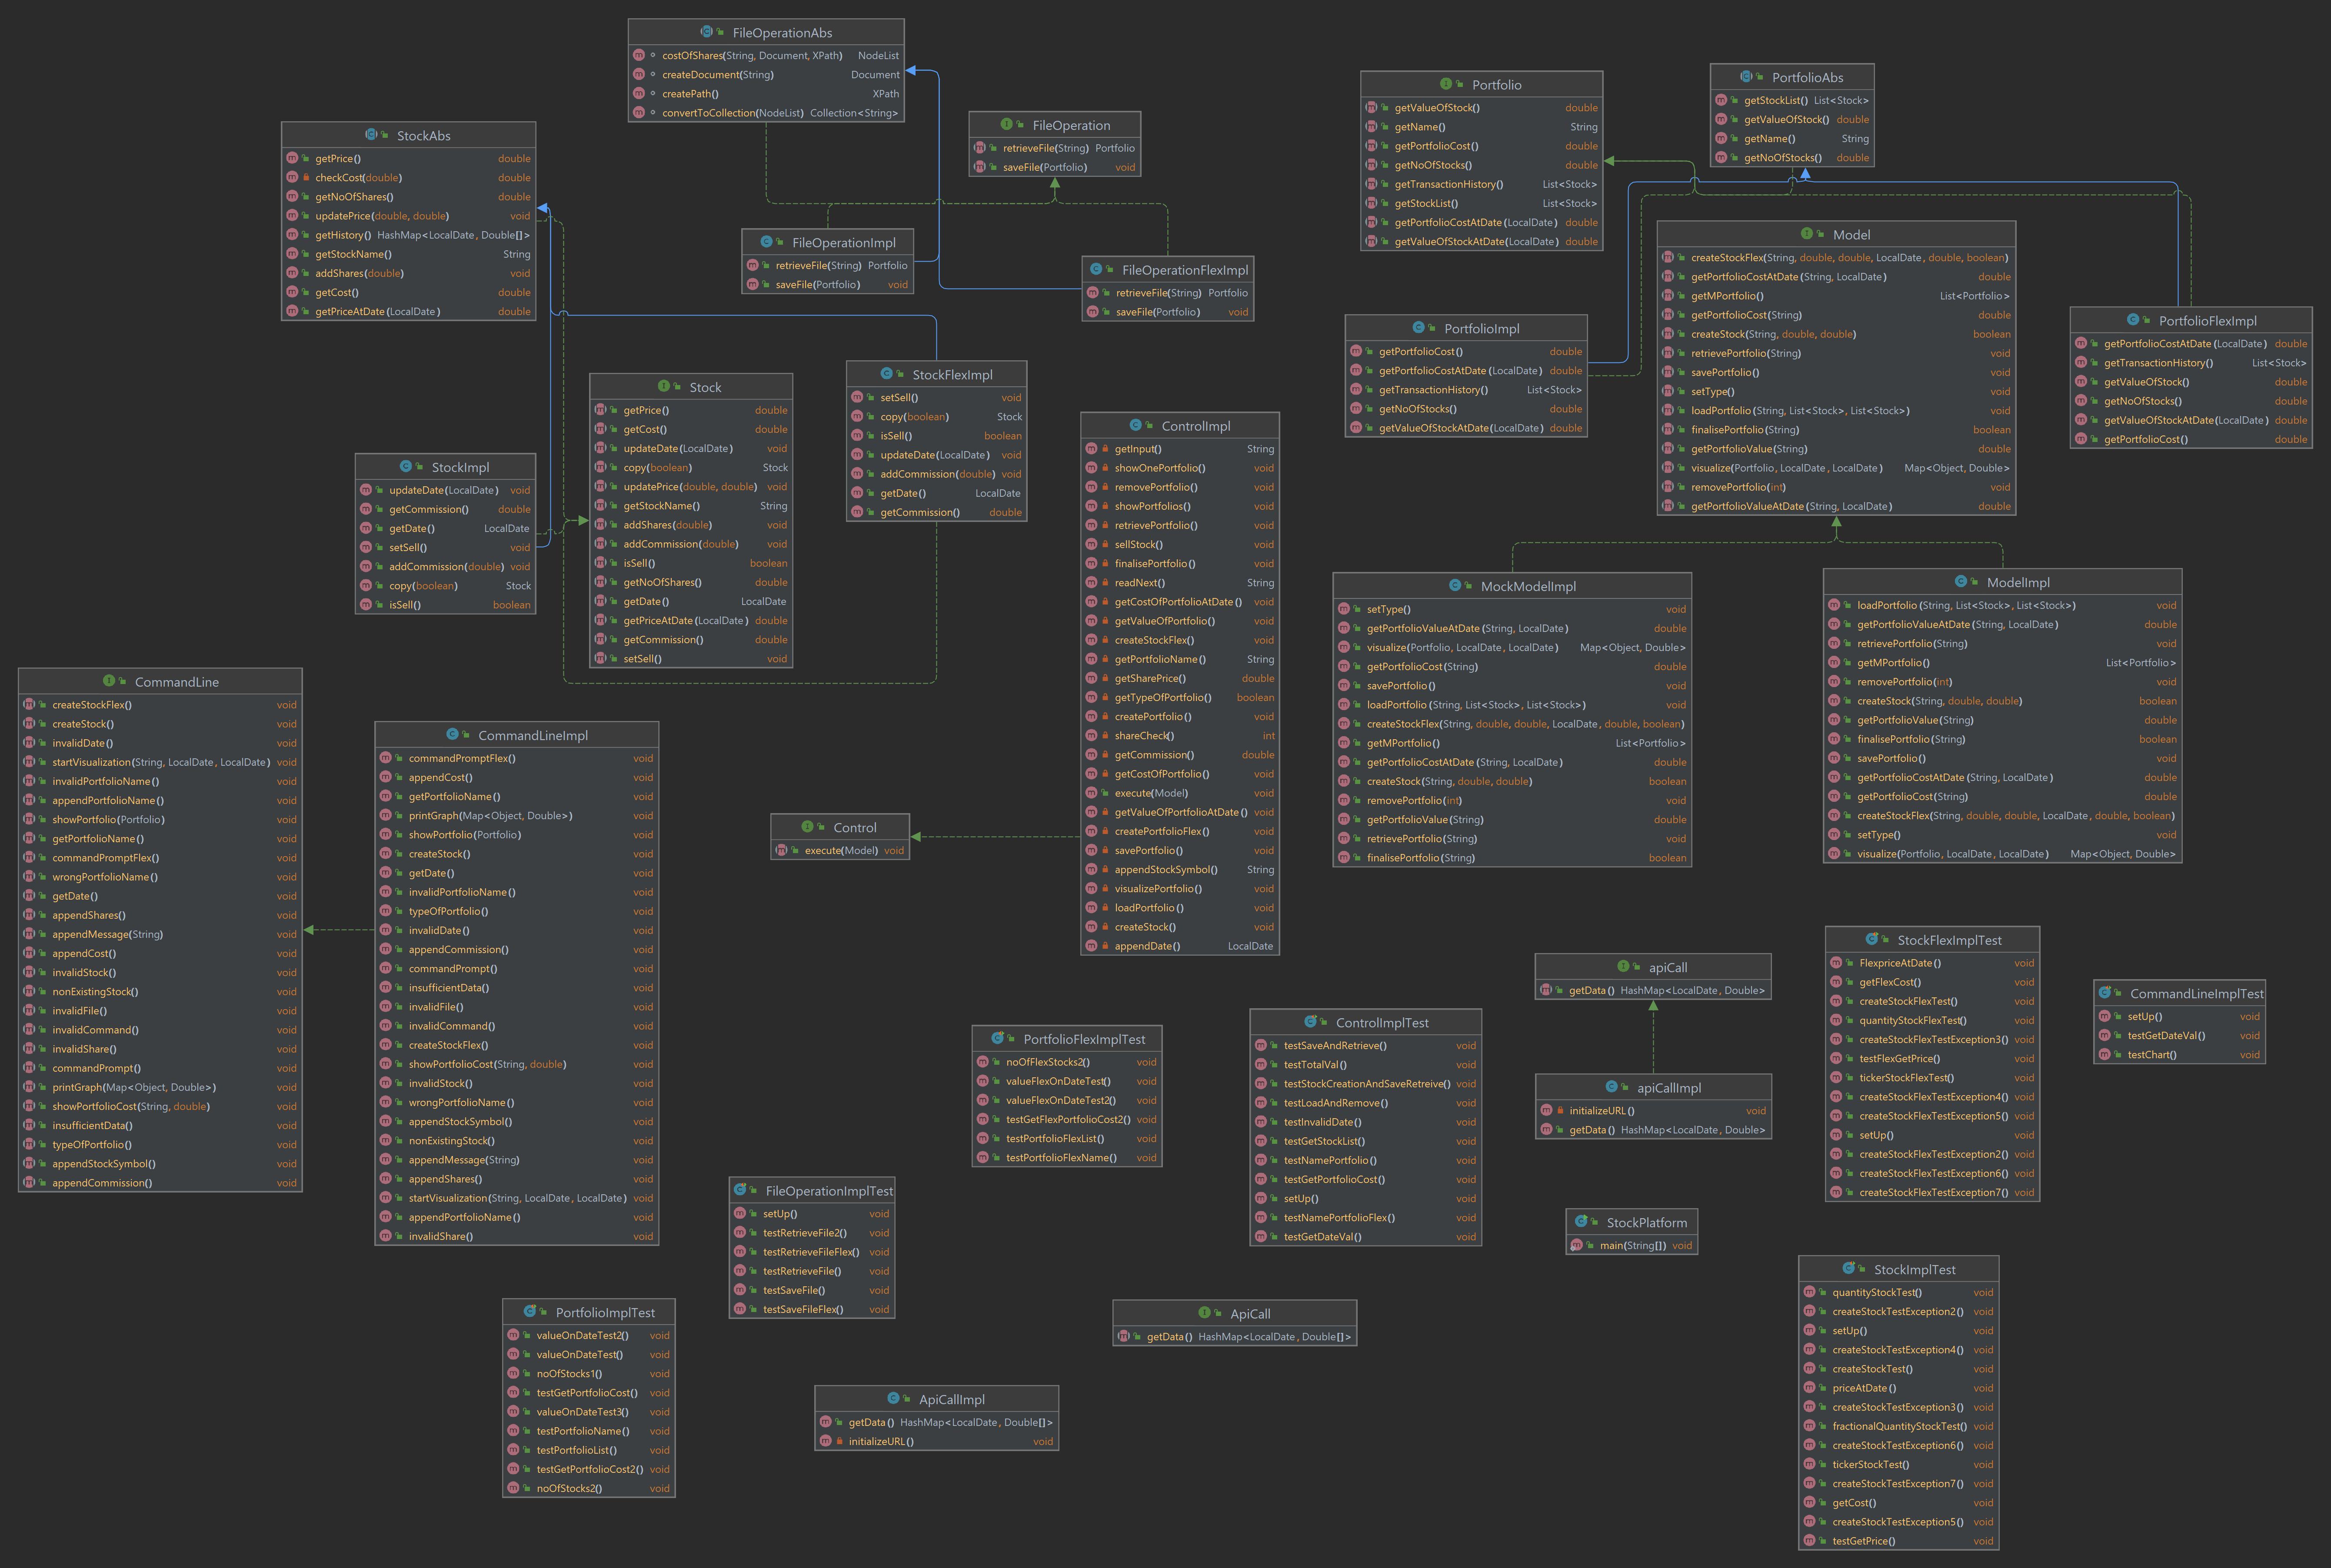 FileOperationAbs
costOfShares(String, Document, XPath) NodeList
createDocument(String) Document
createPath() XPath
convertToCollection(NodeList) Collection<String>
FileOperation
retrieveFile(String) Portfolio
saveFile(Portfolio) void
Portfolio
getValueOfStock() double
getName() String
getPortfolioCost() double
getNoOfStocks() double
getTransactionHistory() List<Stock>
getStockList() List<Stock>
getPortfolioCostAtDate(LocalDate) double
getValueOfStockAtDate(LocalDate) double
PortfolioAbs
getStockList() List<Stock>
getValueOfStock() double
getName() String
getNoOfStocks() double
StockAbs
getPrice() double
checkCost(double) double
getNoOfShares() double
updatePrice(double, double) void
getHistory() HashMap<LocalDate, Double[]>
getStockName() String
addShares(double) void
getCost() double
getPriceAtDate(LocalDate) double
FileOperationImpl
retrieveFile(String) Portfolio
saveFile(Portfolio) void
FileOperationFlexImpl
retrieveFile(String) Portfolio
saveFile(Portfolio) void
Model
createStockFlex(String, double, double, LocalDate, double, boolean)
getPortfolioCostAtDate(String, LocalDate) double
getMPortfolio() List<Portfolio>
getPortfolioCost(String) double
createStock(String, double, double) boolean
retrievePortfolio(String) void
savePortfolio() void
setType() void
loadPortfolio(String, List<Stock>, List<Stock>) void
finalisePortfolio(String) boolean
getPortfolioValue(String) double
visualize(Portfolio, LocalDate, LocalDate) Map<Object, Double>
removePortfolio(int) void
getPortfolioValueAtDate(String, LocalDate) double
PortfolioImpl
getPortfolioCost() double
getPortfolioCostAtDate(LocalDate) double
getTransactionHistory() List<Stock>
getNoOfStocks() double
getValueOfStockAtDate(LocalDate) double
PortfolioFlexImpl
getPortfolioCostAtDate(LocalDate) double
getTransactionHistory() List<Stock>
getValueOfStock() double
getNoOfStocks() double
getValueOfStockAtDate(LocalDate) double
getPortfolioCost() double
StockFlexImpl
setSell() void
copy(boolean) Stock
isSell() boolean
updateDate(LocalDate) void
addCommission(double) void
getDate() LocalDate
getCommission() double
Stock
getPrice() double
getCost() double
updateDate(LocalDate) void
copy(boolean) Stock
updatePrice(double, double) void
getStockName() String
addShares(double) void
addCommission(double) void
isSell() boolean
getNoOfShares() double
getDate() LocalDate
getPriceAtDate(LocalDate) double
getCommission() double
setSell() void
StockImpl
updateDate(LocalDate) void
getCommission() double
getDate() LocalDate
setSell() void
addCommission(double) void
copy(boolean) Stock
isSell() boolean
ControlImpl
getInput() String
showOnePortfolio() void
removePortfolio() void
showPortfolios() void
retrievePortfolio() void
sellStock() void
finalisePortfolio() void
readNext() String
getCostOfPortfolioAtDate() void
getValueOfPortfolio() void
createStockFlex() void
getPortfolioName() String
getSharePrice() double
getTypeOfPortfolio() boolean
createPortfolio() void
shareCheck() int
getCommission() double
getCostOfPortfolio() void
execute(Model) void
getValueOfPortfolioAtDate() void
createPortfolioFlex() void
savePortfolio() void
appendStockSymbol() String
visualizePortfolio() void
loadPortfolio() void
createStock() void
appendDate() LocalDate
MockModelImpl
setType() void
getPortfolioValueAtDate(String, LocalDate) double
visualize(Portfolio, LocalDate, LocalDate) Map<Object, Double>
getPortfolioCost(String) double
savePortfolio() void
loadPortfolio(String, List<Stock>, List<Stock>) void
createStockFlex(String, double, double, LocalDate, double, boolean)
getMPortfolio() List<Portfolio>
getPortfolioCostAtDate(String, LocalDate) double
createStock(String, double, double) boolean
removePortfolio(int) void
getPortfolioValue(String) double
retrievePortfolio(String) void
finalisePortfolio(String) boolean
ModelImpl
loadPortfolio(String, List<Stock>, List<Stock>) void
getPortfolioValueAtDate(String, LocalDate) double
retrievePortfolio(String) void
getMPortfolio() List<Portfolio>
removePortfolio(int) void
createStock(String, double, double) boolean
getPortfolioValue(String) double
finalisePortfolio(String) boolean
savePortfolio() void
getPortfolioCostAtDate(String, LocalDate) double
getPortfolioCost(String) double
createStockFlex(String, double, double, LocalDate, double, boolean)
setType() void
visualize(Portfolio, LocalDate, LocalDate) Map<Object, Double>
CommandLine
createStockFlex() void
createStock() void
invalidDate() void
startVisualization(String, LocalDate, LocalDate) void
invalidPortfolioName() void
appendPortfolioName() void
showPortfolio(Portfolio) void
getPortfolioName() void
commandPromptFlex() void
wrongPortfolioName() void
getDate() void
appendShares() void
appendMessage(String) void
appendCost() void
invalidStock() void
nonExistingStock() void
invalidFile() void
invalidCommand() void
invalidShare() void
commandPrompt() void
printGraph(Map<Object, Double>) void
showPortfolioCost(String, double) void
insufficientData() void
typeOfPortfolio() void
appendStockSymbol() void
appendCommission() void
CommandLineImpl
commandPromptFlex() void
appendCost() void
getPortfolioName() void
printGraph(Map<Object, Double>) void
showPortfolio(Portfolio) void
createStock() void
getDate() void
invalidPortfolioName() void
typeOfPortfolio() void
invalidDate() void
appendCommission() void
commandPrompt() void
insufficientData() void
invalidFile() void
invalidCommand() void
createStockFlex() void
showPortfolioCost(String, double) void
invalidStock() void
wrongPortfolioName() void
appendStockSymbol() void
nonExistingStock() void
appendMessage(String) void
appendShares() void
startVisualization(String, LocalDate, LocalDate) void
appendPortfolioName() void
invalidShare() void
Control
execute(Model) void
apiCall
getData() HashMap<LocalDate, Double>
apiCallImpl
initializeURL() void
getData() HashMap<LocalDate, Double>
StockFlexImplTest
FlexpriceAtDate() void
getFlexCost() void
createStockFlexTest() void
quantityStockFlexTest() void
createStockFlexTestException3() void
testFlexGetPrice() void
tickerStockFlexTest() void
createStockFlexTestException4() void
createStockFlexTestException5() void
setUp() void
createStockFlexTestException2() void
createStockFlexTestException6() void
createStockFlexTestException7() void
CommandLineImplTest
setUp() void
testGetDateVal() void
testChart() void
PortfolioFlexImplTest
noOfFlexStocks2() void
valueFlexOnDateTest() void
valueFlexOnDateTest2() void
testGetFlexPortfolioCost2() void
testPortfolioFlexList() void
testPortfolioFlexName() void
ControlImplTest
testSaveAndRetrieve() void
testTotalVal() void
testStockCreationAndSaveRetreive() void
testLoadAndRemove() void
testInvalidDate() void
testGetStockList() void
testNamePortfolio() void
testGetPortfolioCost() void
setUp() void
testNamePortfolioFlex() void
testGetDateVal() void
FileOperationImplTest
setUp() void
testRetrieveFile2() void
testRetrieveFileFlex() void
testRetrieveFile() void
testSaveFile() void
testSaveFileFlex() void
StockPlatform
main(String[]) void
PortfolioImplTest
valueOnDateTest2() void
valueOnDateTest() void
noOfStocks1() void
testGetPortfolioCost() void
valueOnDateTest3() void
testPortfolioName() void
testPortfolioList() void
testGetPortfolioCost2() void
noOfStocks2() void
ApiCall
getData() HashMap<LocalDate, Double[]>
ApiCallImpl
getData() HashMap<LocalDate, Double[]>
initializeURL() void
StockImplTest
quantityStockTest() void
createStockTestException2() void
setUp() void
createStockTestException4() void
createStockTest() void
priceAtDate() void
createStockTestException3() void
fractionalQuantityStockTest() void
createStockTestException6() void
tickerStockTest() void
createStockTestException7() void
getCost() void
createStockTestException5() void
testGetPrice() void